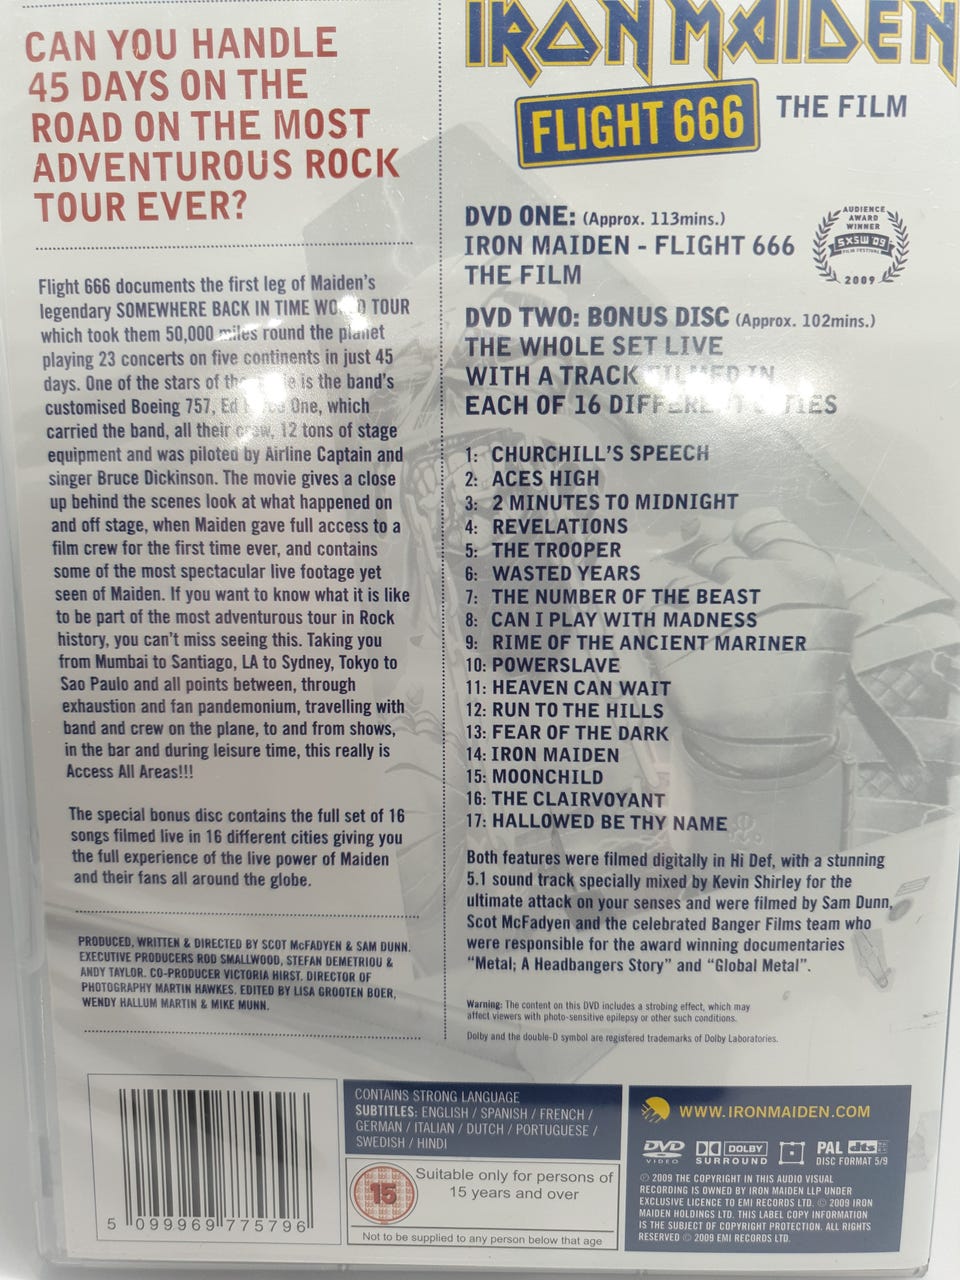 CAN YOU HANDLE
45 DAYS ON THE
ROAD ON THE MOST
ADVENTUROUS ROCK
TOUR EVER?
Flight 666 documents the first leg of Maiden's
legendary SOMEWHERE BACK IN TIME TOUR
which took them 50,000 miles round the planet
playing 23 concerts on five continents in just 45
days. One of the stars of the is the band's
customised Boeing 757, Ed One, which
carried the band, all their crew, 12 tons of stage
equipment and was piloted by Airline Captain and
singer Bruce Dickinson. The movie gives a close
up behind the scenes look at what happened on
and off stage, when Maiden gave full access to a
film crew for the first time ever, and contains
some of the most spectacular live footage yet
seen of Maiden. If you want to know what it is like
to be part of the most adventurous tour in Rock
history, you can't miss seeing this. Taking you
from Mumbai to Santiago, LA to Sydney, Tokyo to
Sao Paulo and all points between, through
exhaustion and fan pandemonium, travelling with
band and crew on the plane, to and from shows,
in the bar and during leisure time, this really is
Access All Areas!!!
The special bonus disc contains the full set of 16
songs filmed live in 16 different cities giving you
the full experience of the live power of Maiden
and their fans all around the globe.
PRODUCED, WRITTEN & DIRECTED BY SCOT McFADYEN & SAM DUNN.
EXECUTIVE PRODUCERS ROD SMALLWOOD, STEFAN DEMETRIOU &
ANDY TAYLOR. CO-PRODUCER VICTORIA HIRST. DIRECTOR OF
PHOTOGRAPHY MARTIN HAWKES. EDITED BY LISA GROOTEN BOER,
WENDY HALLUM MARTIN & MIKE MUNN.
IRON MAIDEN
FLIGHT 666 THE FILM
DVD ONE: (Approx. 113mins.)
IRON MAIDEN - FLIGHT 666
THE FILM
AUDIENCE
AWARD
WINNER
SXSW '09
FILM FESTIVAL
2009
DVD TWO: BONUS DISC (Approx. 102mins.)
THE WHOLE SET LIVE
WITH A TRACK FILMED IN
EACH OF 16 DIFFERENT CITIES
1: CHURCHILL'S SPEECH
2: ACES HIGH
3: 2 MINUTES TO MIDNIGHT
4: REVELATIONS
5: THE TROOPER
6: WASTED YEARS
7: THE NUMBER OF THE BEAST
8: CAN I PLAY WITH MADNESS
9: RIME OF THE ANCIENT MARINER
10: POWERSLAVE
11: HEAVEN CAN WAIT
12: RUN TO THE HILLS
13: FEAR OF THE DARK
14: IRON MAIDEN
15: MOONCHILD
16: THE CLAIRVOYANT
17: HALLOWED BE THY NAME
Both features were filmed digitally in Hi Def, with a stunning
5.1 sound track specially mixed by Kevin Shirley for the
ultimate attack on your senses and were filmed by Sam Dunn,
Scot McFadyen and the celebrated Banger Films team who
were responsible for the award winning documentaries
"Metal; A Headbangers Story" and "Global Metal".
Warning: The content on this DVD includes a strobing effect, which may
affect viewers with photo-sensitive epilepsy or other such conditions.
Dolby and the double-D symbol are registered trademarks of Dolby Laboratories.
5 099969 775796
CONTAINS STRONG LANGUAGE
SUBTITLES: ENGLISH / SPANISH / FRENCH /
GERMAN / ITALIAN / DUTCH / PORTUGUESE /
SWEDISH / HINDI
15
Suitable only for persons of
15 years and over
Not to be supplied to any person below that age
WWW.IRONMAIDEN.COM
DVD VIDEO
DOLBY SURROUND
PAL dts
DISC FORMAT 5/9
© 2009 THE COPYRIGHT IN THIS AUDIO VISUAL
RECORDING IS OWNED BY IRON MAIDEN LLP UNDER
EXCLUSIVE LICENCE TO EMI RECORDS LTD. © 2009 IRON
MAIDEN HOLDINGS LTD. THIS LABEL COPY INFORMATION
IS THE SUBJECT OF COPYRIGHT PROTECTION. ALL RIGHTS
RESERVED © 2009 EMI RECORDS LTD.